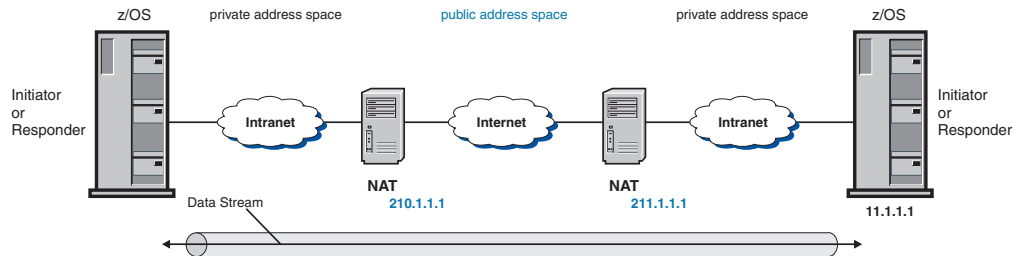 z/OS
private address space
public address space
private address space
z/OS
Initiator
or
Responder
Intranet
Internet
Intranet
Initiator
or
Responder
NAT
210.1.1.1
NAT
211.1.1.1
11.1.1.1
Data Stream